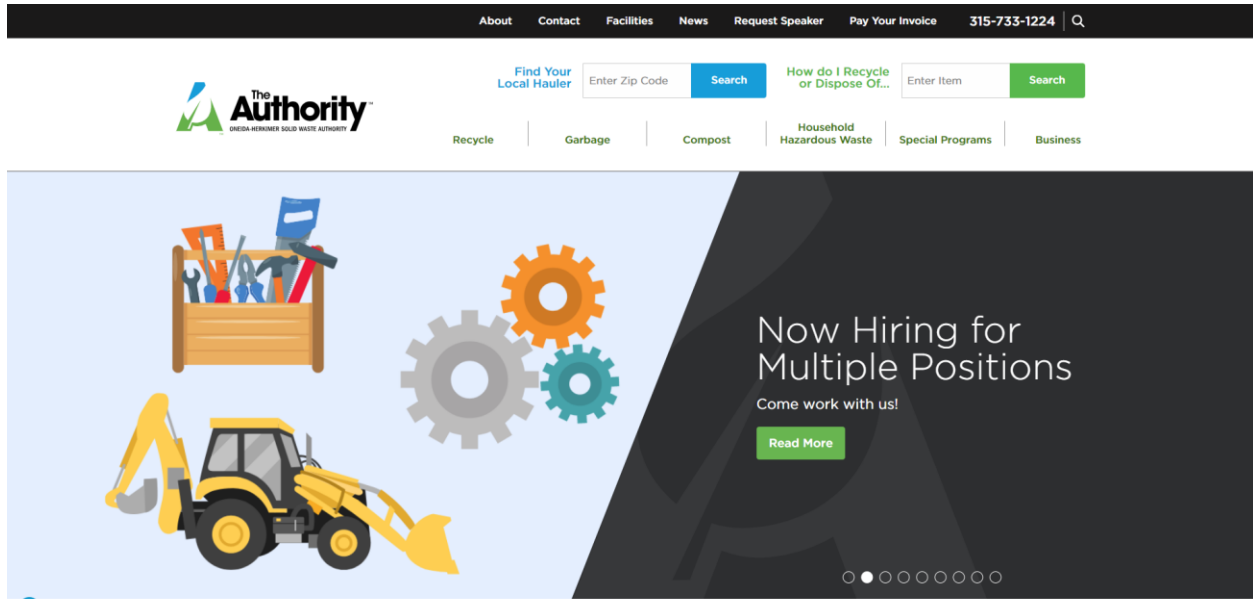 About Contact Facilities News Request Speaker Pay Your Invoice 315-733-1224
The
Authority™
ONEIDA-HERKIMER SOLID WASTE AUTHORITY
Find Your
Local Hauler
Enter Zip Code
Search
How do I Recycle
or Dispose Of...
Enter Item
Search
Recycle
Garbage
Compost
Household
Hazardous Waste
Special Programs
Business
Now Hiring for
Multiple Positions
Come work with us!
Read More